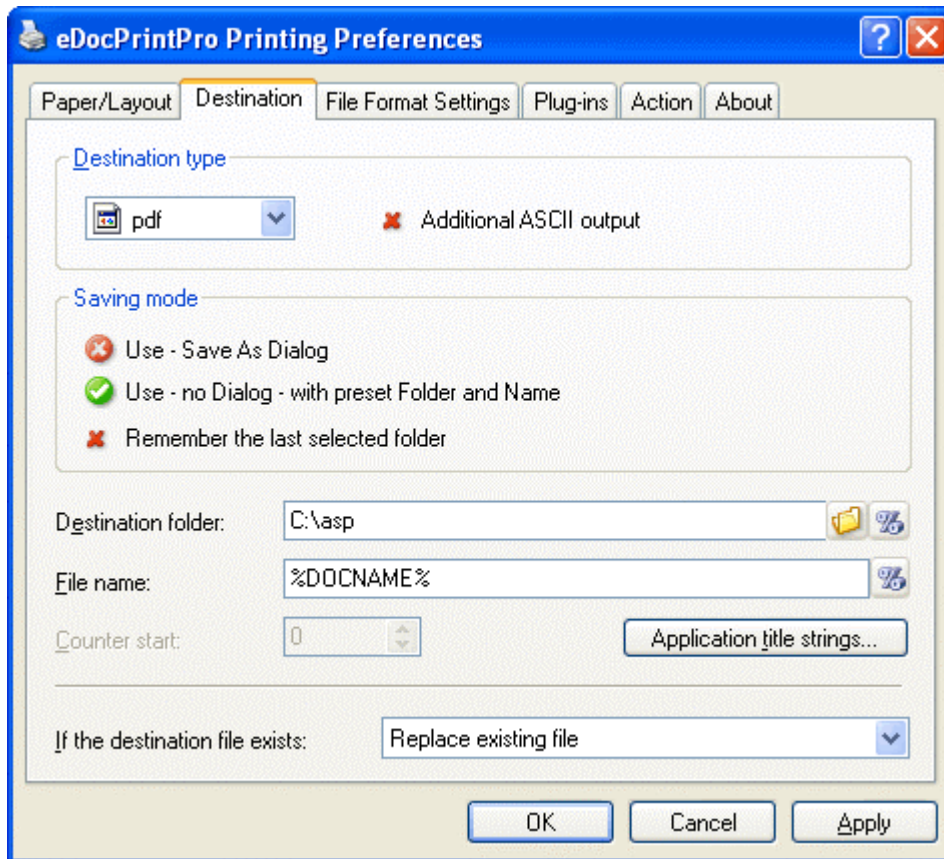 eDocPrintPro Printing Preferences
Paper/Layout Destination File Format Settings Plug-ins Action About
Destination type
pdf Additional ASCII output
Saving mode
Use - Save As Dialog
Use - no Dialog - with preset Folder and Name
Remember the last selected folder
Destination folder: C:\asp
File name: %DOCNAME%
Counter start: 0 Application title strings...
If the destination file exists: Replace existing file
OK Cancel Apply